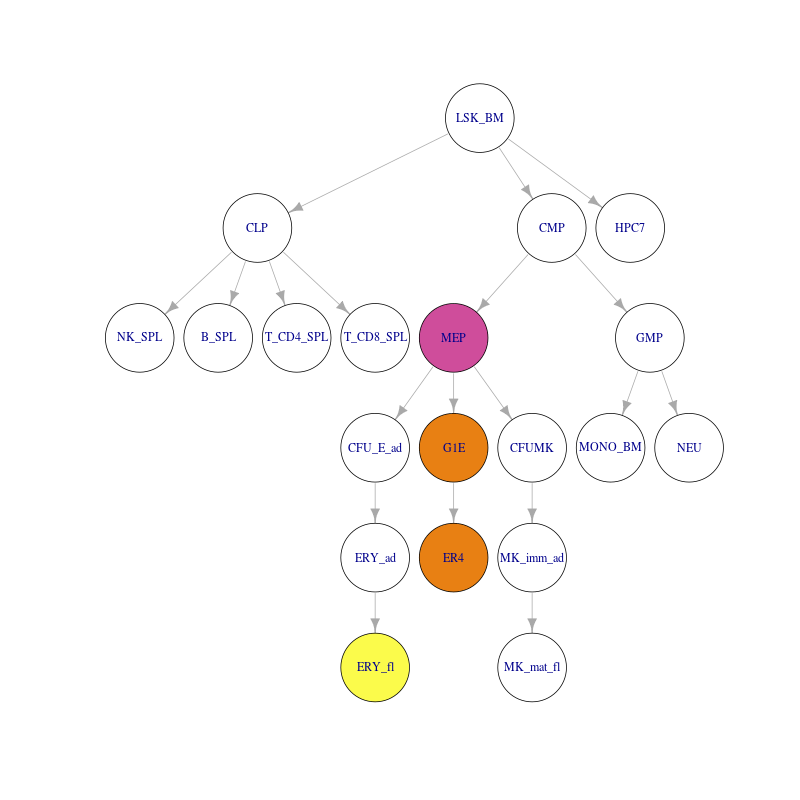 LSK_BM
CLP
CMP
HPC7
NK_SPL
B_SPL
T_CD4_SPL
T_CD8_SPL
MEP
GMP
CFU_E_ad
G1E
CFUMK
MONO_BM
NEU
ERY_ad
ER4
MK_imm_ad
ERY_fl
MK_mat_fl